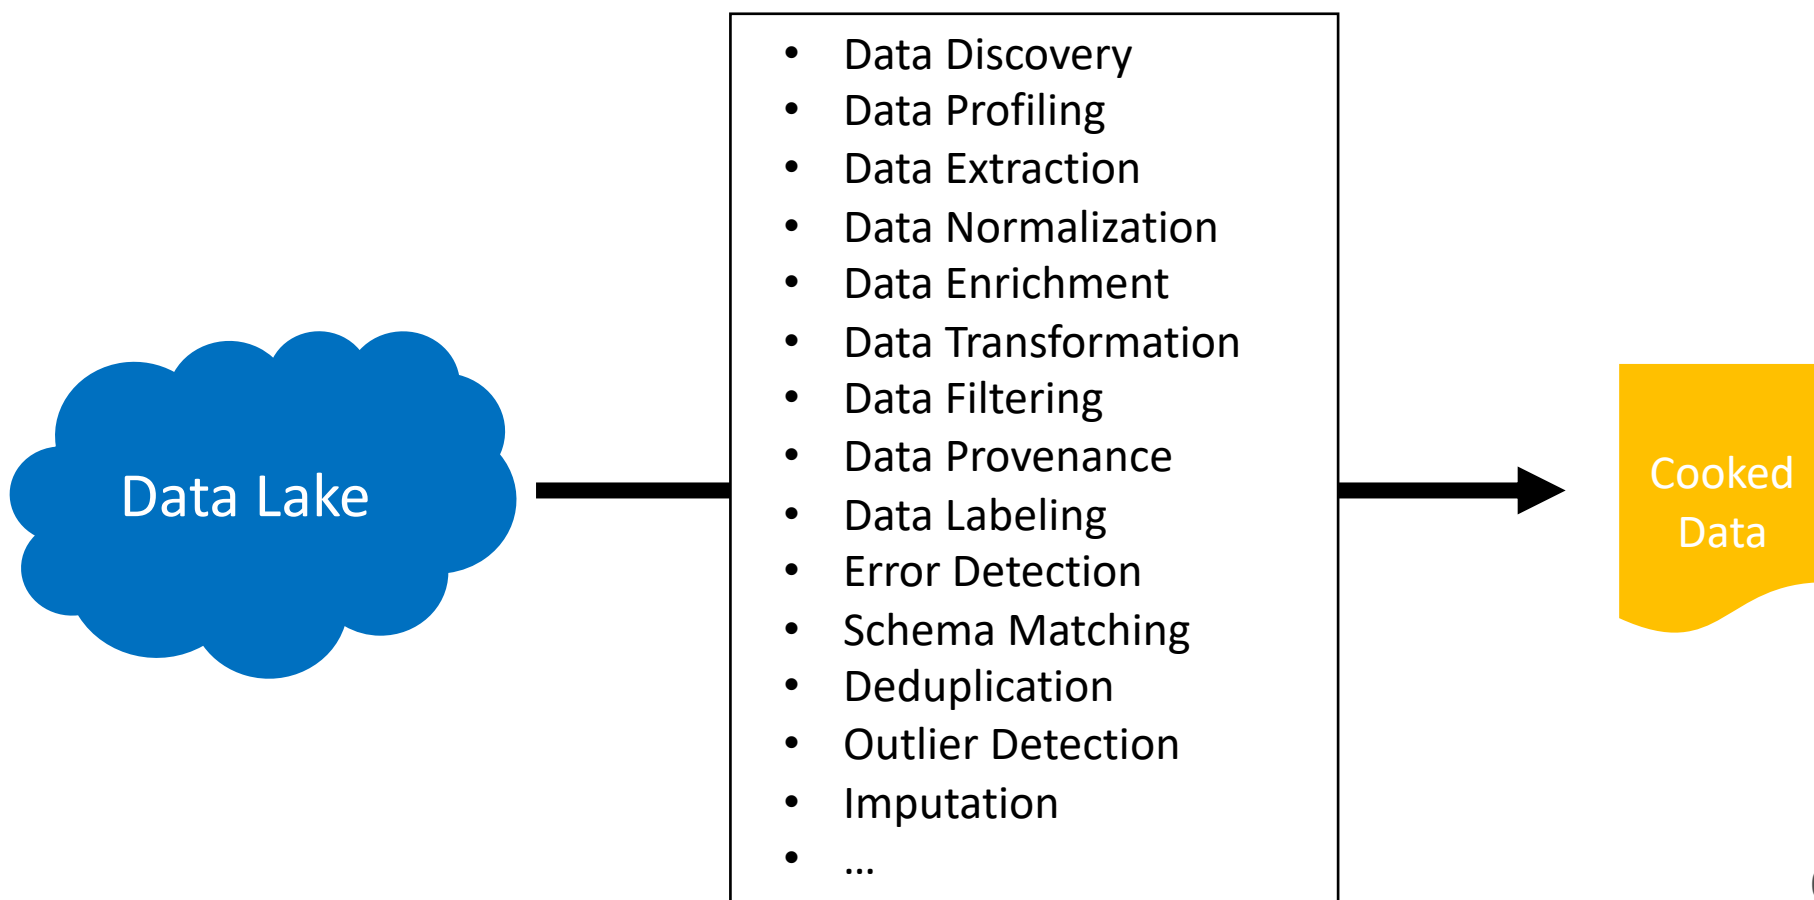 • Data Discovery
• Data Profiling
• Data Extraction
• Data Normalization
• Data Enrichment
• Data Transformation
• Data Filtering
• Data Provenance
• Data Labeling
• Error Detection
• Schema Matching
• Deduplication
• Outlier Detection
• Imputation
• …
Data Lake
Cooked
Data